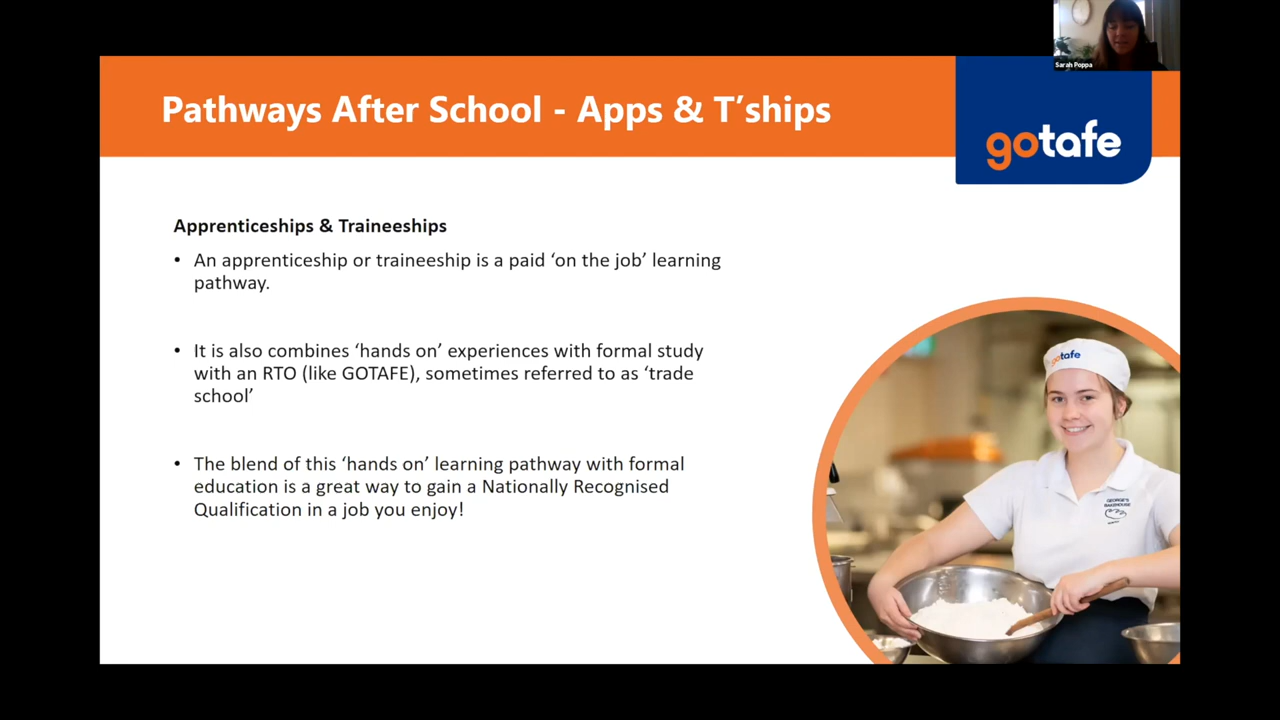 Sarah Poppa
Pathways After School - Apps & T’ships
gotafe
Apprenticeships & Traineeships
• An apprenticeship or traineeship is a paid ‘on the job’ learning
pathway.
• It is also combines ‘hands on’ experiences with formal study
with an RTO (like GOTAFE), sometimes referred to as ‘trade
school’
• The blend of this ‘hands on’ learning pathway with formal
education is a great way to gain a Nationally Recognised
Qualification in a job you enjoy!
gotafe
GEORGE'S
BAKEHOUSE